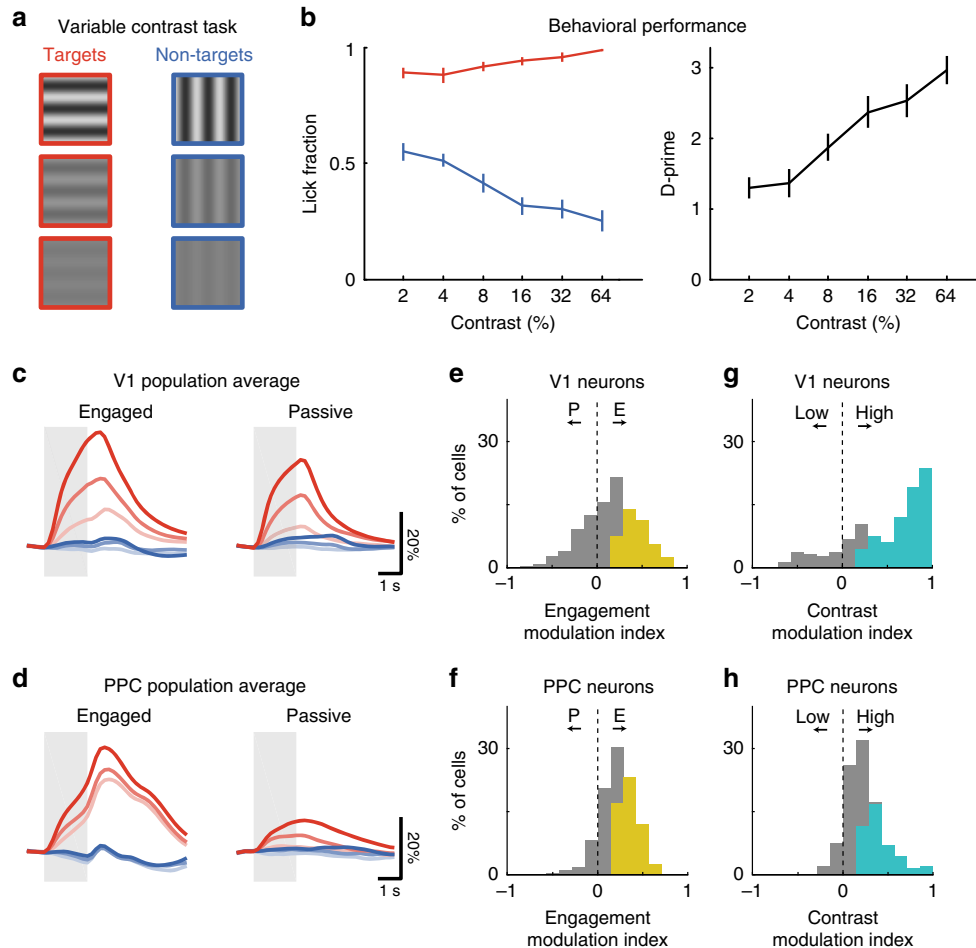 a
Variable contrast task
Targets
Non-targets
b
Behavioral performance
1
0.5
0
Lick fraction
2 4 8 16 32 64
Contrast (%)
3
2
1
0
D-prime
2 4 8 16 32 64
Contrast (%)
c
V1 population average
Engaged
Passive
20%
1 s
d
PPC population average
Engaged
Passive
20%
1 s
e
V1 neurons
P E
30
0
% of cells
−1 0 1
Engagement
modulation index
g
V1 neurons
Low High
30
0
−1 0 1
Contrast
modulation index
f
PPC neurons
P E
30
0
% of cells
−1 0 1
Engagement
modulation index
h
PPC neurons
Low High
30
0
−1 0 1
Contrast
modulation index